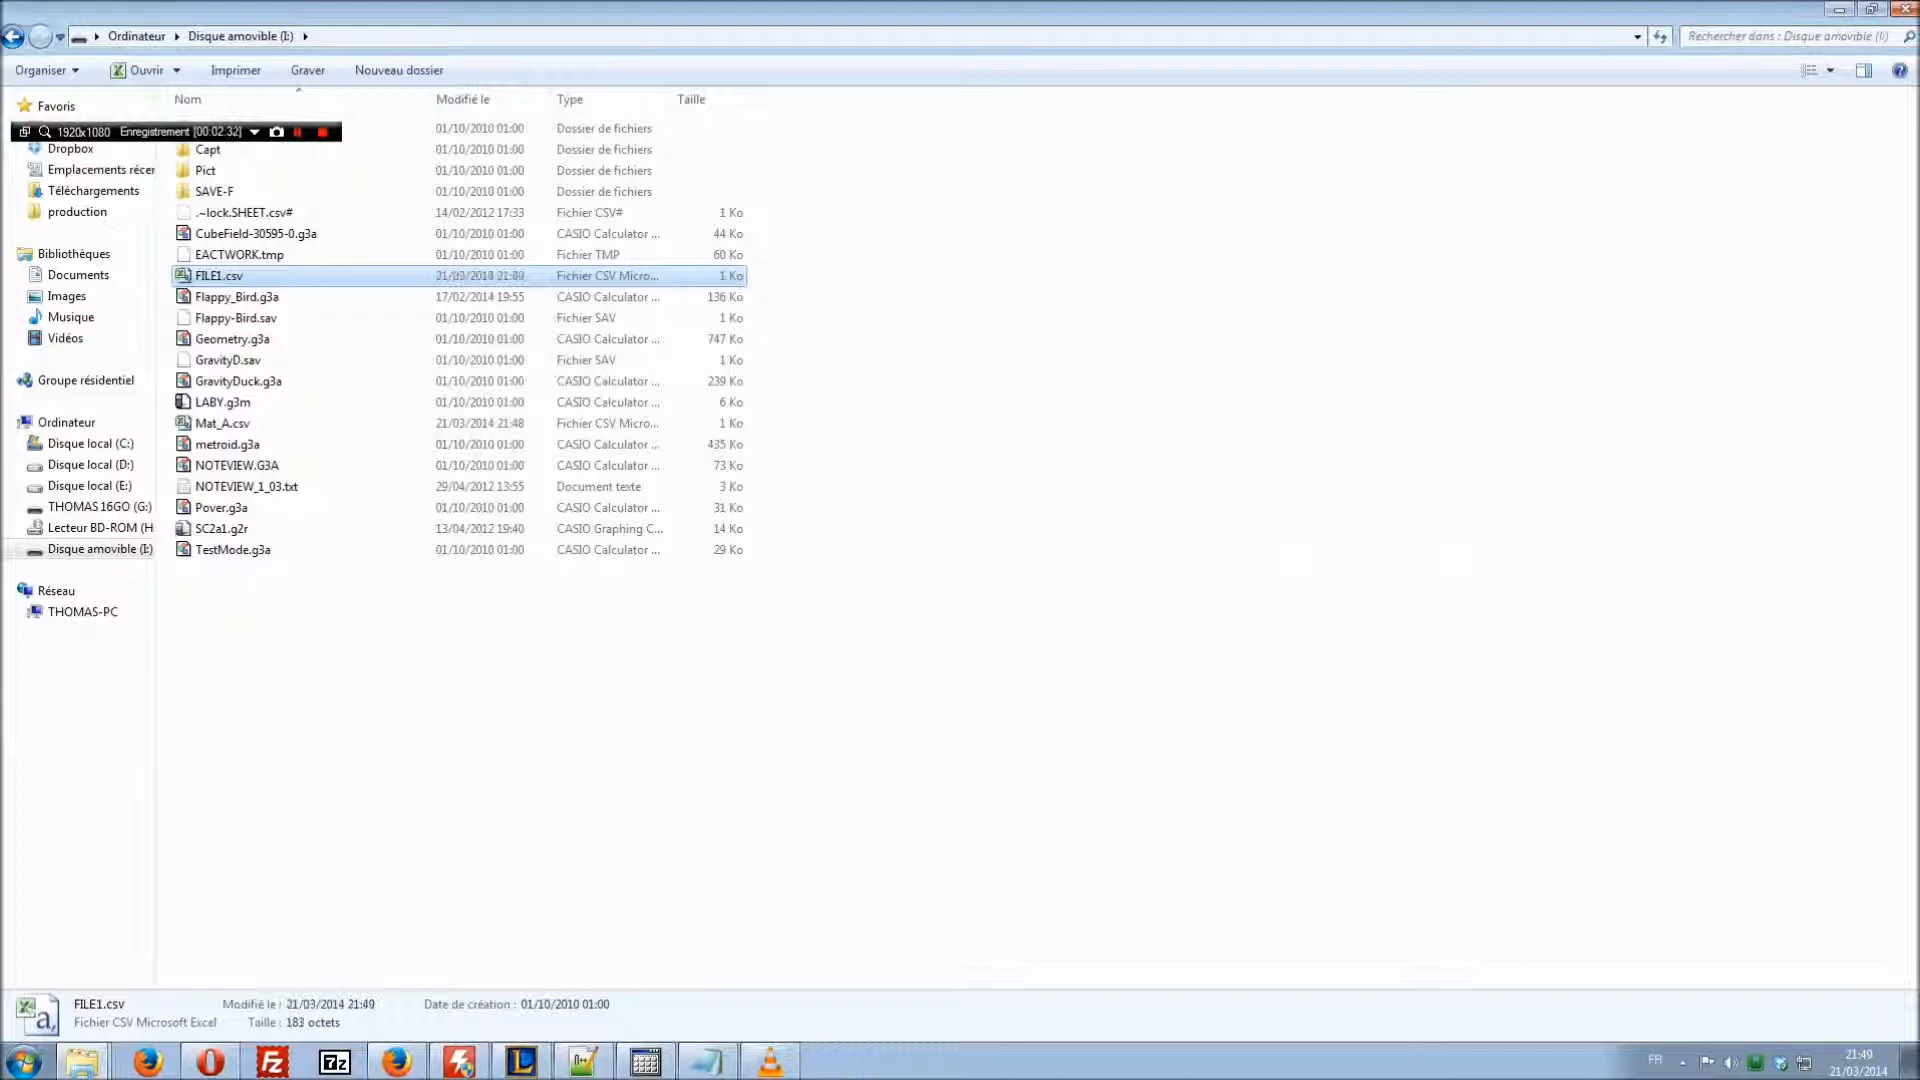 Ordinateur Disque amovible (I:) Rechercher dans : Disque amovible (I:)
Organiser Ouvrir Imprimer Graver Nouveau dossier
Nom Modifié le Type Taille
Favoris
1920x1080 Enregistrement [00:02:32]
Dropbox
Emplacements récer
Téléchargements
production
Bibliothèques
Documents
Images
Musique
Vidéos
Groupe résidentiel
Ordinateur
Disque local (C:)
Disque local (D:)
Disque local (E:)
THOMAS 16GO (G:)
Lecteur BD-ROM (H
Disque amovible (I:)
Réseau
THOMAS-PC
01/10/2010 01:00 Dossier de fichiers
Capt 01/10/2010 01:00 Dossier de fichiers
Pict 01/10/2010 01:00 Dossier de fichiers
SAVE-F 01/10/2010 01:00 Dossier de fichiers
.~lock.SHEET.csv# 14/02/2012 17:33 Fichier CSV# 1 Ko
CubeField-30595-0.g3a 01/10/2010 01:00 CASIO Calculator ... 44 Ko
EACTWORK.tmp 01/10/2010 01:00 Fichier TMP 60 Ko
FILE1.csv Fichier CSV Micro... 1 Ko
Flappy_Bird.g3a 17/02/2014 19:55 CASIO Calculator ... 136 Ko
Flappy-Bird.sav 01/10/2010 01:00 Fichier SAV 1 Ko
Geometry.g3a 01/10/2010 01:00 CASIO Calculator ... 747 Ko
GravityD.sav 01/10/2010 01:00 Fichier SAV 1 Ko
GravityDuck.g3a 01/10/2010 01:00 CASIO Calculator ... 239 Ko
LABY.g3m 01/10/2010 01:00 CASIO Calculator ... 6 Ko
Mat_A.csv 21/03/2014 21:48 Fichier CSV Micro... 1 Ko
metroid.g3a 01/10/2010 01:00 CASIO Calculator ... 435 Ko
NOTEVIEW.G3A 01/10/2010 01:00 CASIO Calculator ... 73 Ko
NOTEVIEW_1_03.txt 29/04/2012 13:55 Document texte 3 Ko
Pover.g3a 01/10/2010 01:00 CASIO Calculator ... 31 Ko
SC2a1.g2r 13/04/2012 19:40 CASIO Graphing C... 14 Ko
TestMode.g3a 01/10/2010 01:00 CASIO Calculator ... 29 Ko
FILE1.csv Modifié le : 21/03/2014 21:49 Date de création : 01/10/2010 01:00
Fichier CSV Microsoft Excel Taille : 183 octets
FR 21:49
21/03/2014